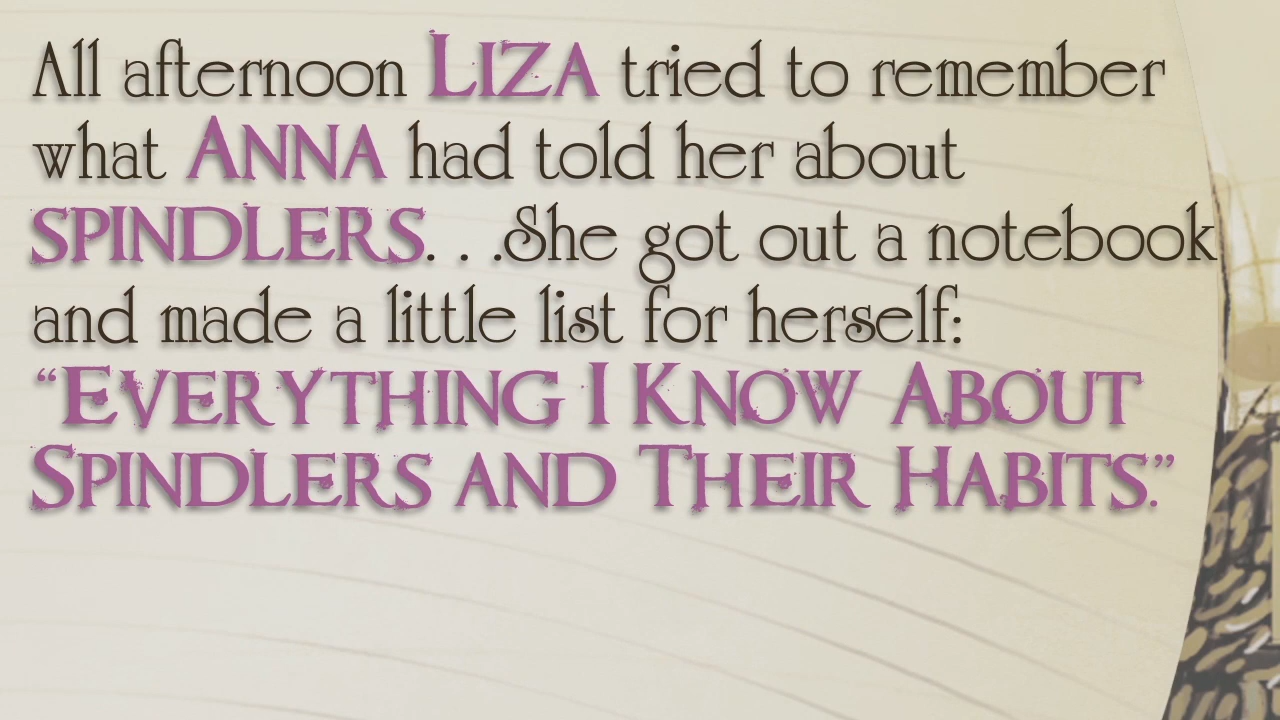 All afternoon LIZA tried to remember
what ANNA had told her about
SPINDLERS. . .She got out a notebook
and made a little list for herself:
“EVERYTHING I KNOW ABOUT
SPINDLERS AND THEIR HABITS.”